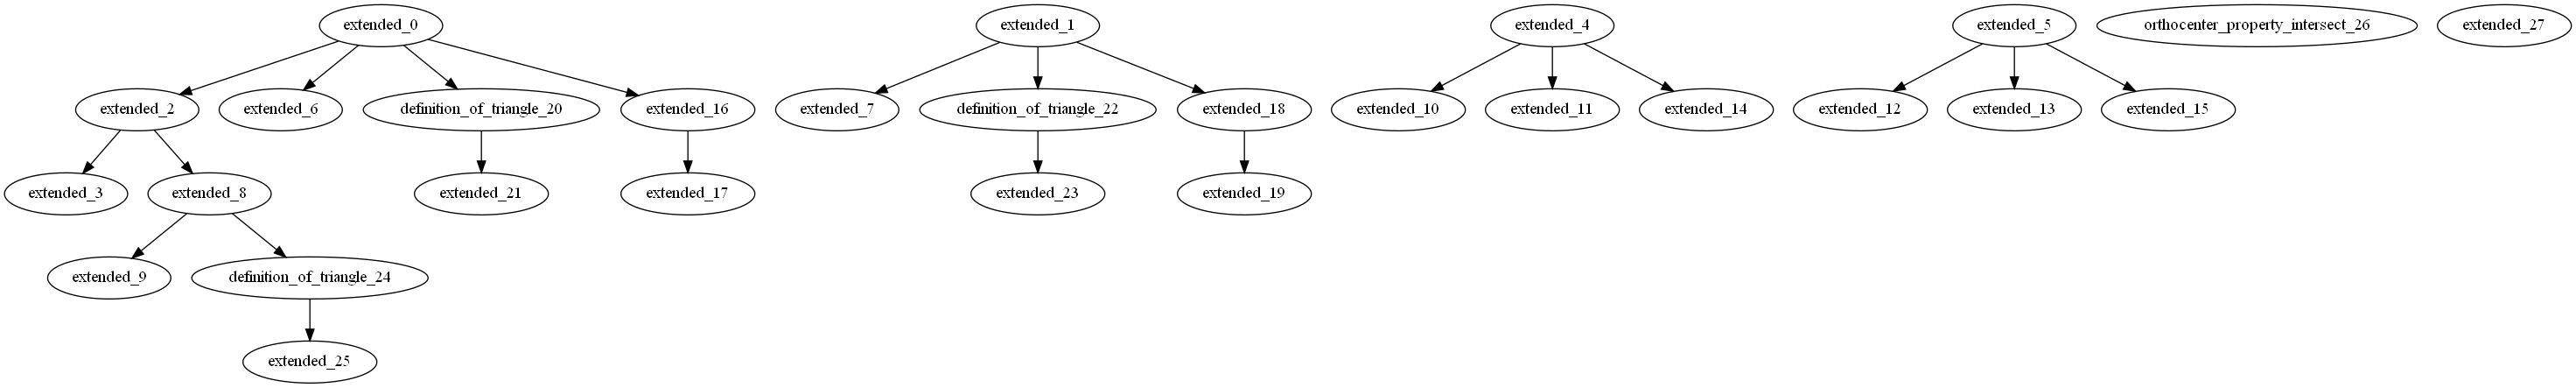 extended_0
extended_1
extended_4
extended_5
orthocenter_property_intersect_26
extended_27
extended_2
extended_6
definition_of_triangle_20
extended_16
extended_7
definition_of_triangle_22
extended_18
extended_10
extended_11
extended_14
extended_12
extended_13
extended_15
extended_3
extended_8
extended_21
extended_17
extended_23
extended_19
extended_9
definition_of_triangle_24
extended_25